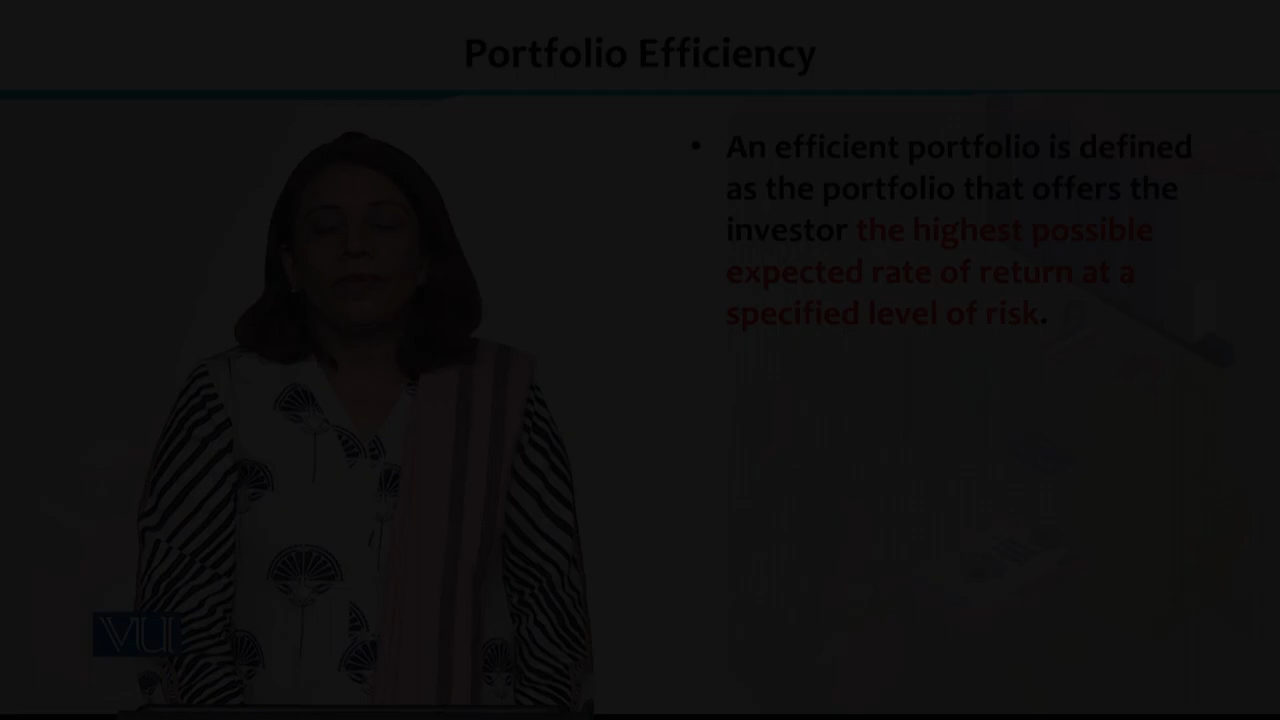 Portfolio Efficiency
• An efficient portfolio is defined
as the portfolio that offers the
investor the highest possible
expected rate of return at a
specified level of risk.
VU